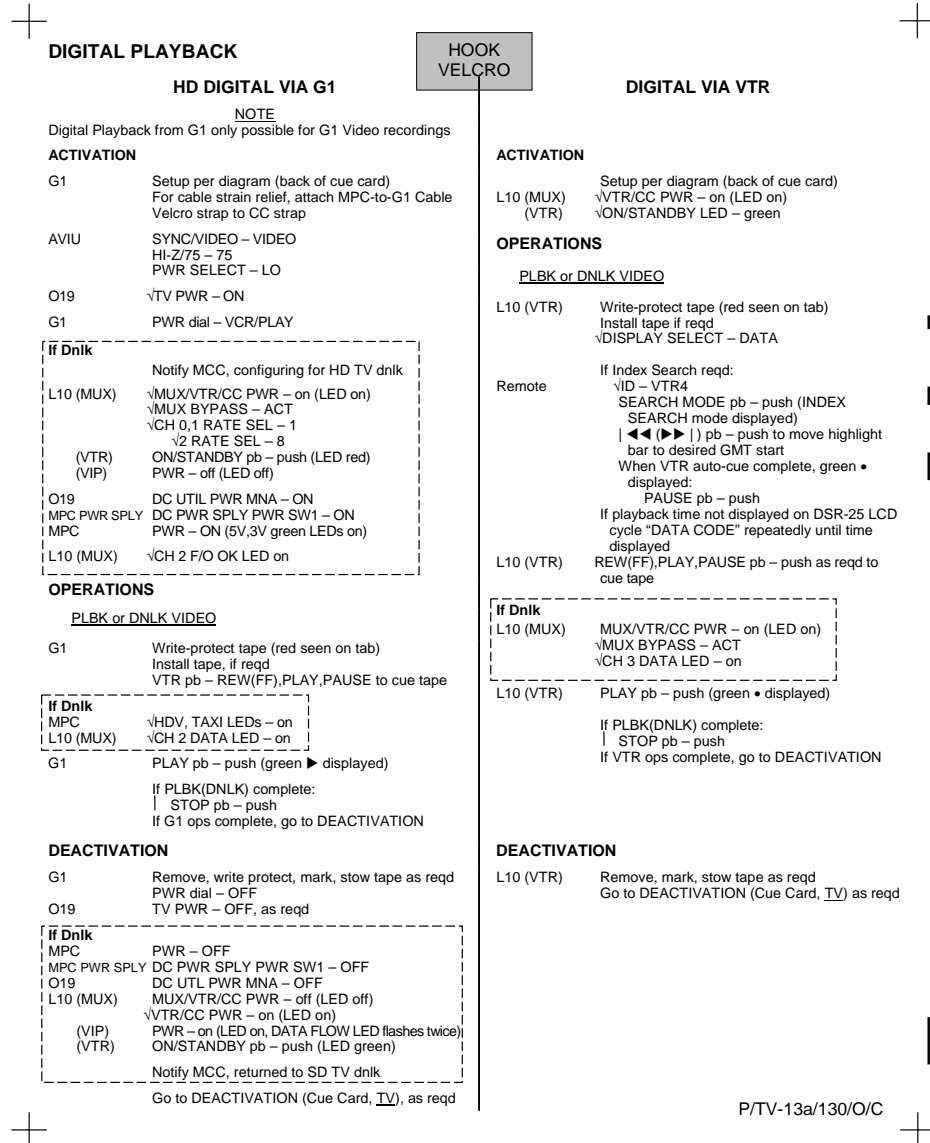 DIGITAL PLAYBACK
HOOK
VELCRO
HD DIGITAL VIA G1
NOTE
Digital Playback from G1 only possible for G1 Video recordings
ACTIVATION
G1 Setup per diagram (back of cue card)
For cable strain relief, attach MPC-to-G1 Cable
Velcro strap to CC strap
AVIU SYNC/VIDEO – VIDEO
HI-Z/75 – 75
PWR SELECT – LO
O19 √TV PWR – ON
G1 PWR dial – VCR/PLAY
If Dnlk
Notify MCC, configuring for HD TV dnlk
L10 (MUX) √MUX/VTR/CC PWR – on (LED on)
√MUX BYPASS – ACT
√CH 0,1 RATE SEL – 1
√2 RATE SEL – 8
(VTR) ON/STANDBY pb – push (LED red)
(VIP) PWR – off (LED off)
O19 DC UTIL PWR MNA – ON
MPC PWR SPLY DC PWR SPLY PWR SW1 – ON
MPC PWR – ON (5V,3V green LEDs on)
L10 (MUX) √CH 2 F/O OK LED on
OPERATIONS
PLBK or DNLK VIDEO
G1 Write-protect tape (red seen on tab)
Install tape, if reqd
VTR pb – REW(FF),PLAY,PAUSE to cue tape
If Dnlk
MPC √HDV, TAXI LEDs – on
L10 (MUX) √CH 2 DATA LED – on
G1 PLAY pb – push (green ▶ displayed)
If PLBK(DNLK) complete:
| STOP pb – push
If G1 ops complete, go to DEACTIVATION
DEACTIVATION
G1 Remove, write protect, mark, stow tape as reqd
PWR dial – OFF
O19 TV PWR – OFF, as reqd
If Dnlk
MPC PWR – OFF
MPC PWR SPLY DC PWR SPLY PWR SW1 – OFF
O19 DC UTL PWR MNA – OFF
L10 (MUX) MUX/VTR/CC PWR – off (LED off)
√VTR/CC PWR – on (LED on)
(VIP) PWR – on (LED on, DATA FLOW LED flashes twice)
(VTR) ON/STANDBY pb – push (LED green)
Notify MCC, returned to SD TV dnlk
Go to DEACTIVATION (Cue Card, TV), as reqd
DIGITAL VIA VTR
ACTIVATION
Setup per diagram (back of cue card)
L10 (MUX) √VTR/CC PWR – on (LED on)
(VTR) √ON/STANDBY LED – green
OPERATIONS
PLBK or DNLK VIDEO
L10 (VTR) Write-protect tape (red seen on tab)
Install tape if reqd
√DISPLAY SELECT – DATA
If Index Search reqd:
Remote √ID – VTR4
SEARCH MODE pb – push (INDEX
SEARCH mode displayed)
| ◀◀ (▶▶ | ) pb – push to move highlight
bar to desired GMT start
When VTR auto-cue complete, green •
displayed:
PAUSE pb – push
If playback time not displayed on DSR-25 LCD
cycle “DATA CODE” repeatedly until time
displayed
L10 (VTR) REW(FF),PLAY,PAUSE pb – push as reqd to
cue tape
If Dnlk
L10 (MUX) MUX/VTR/CC PWR – on (LED on)
√MUX BYPASS – ACT
√CH 3 DATA LED – on
L10 (VTR) PLAY pb – push (green • displayed)
If PLBK(DNLK) complete:
| STOP pb – push
If VTR ops complete, go to DEACTIVATION
DEACTIVATION
L10 (VTR) Remove, mark, stow tape as reqd
Go to DEACTIVATION (Cue Card, TV) as reqd
P/TV-13a/130/O/C